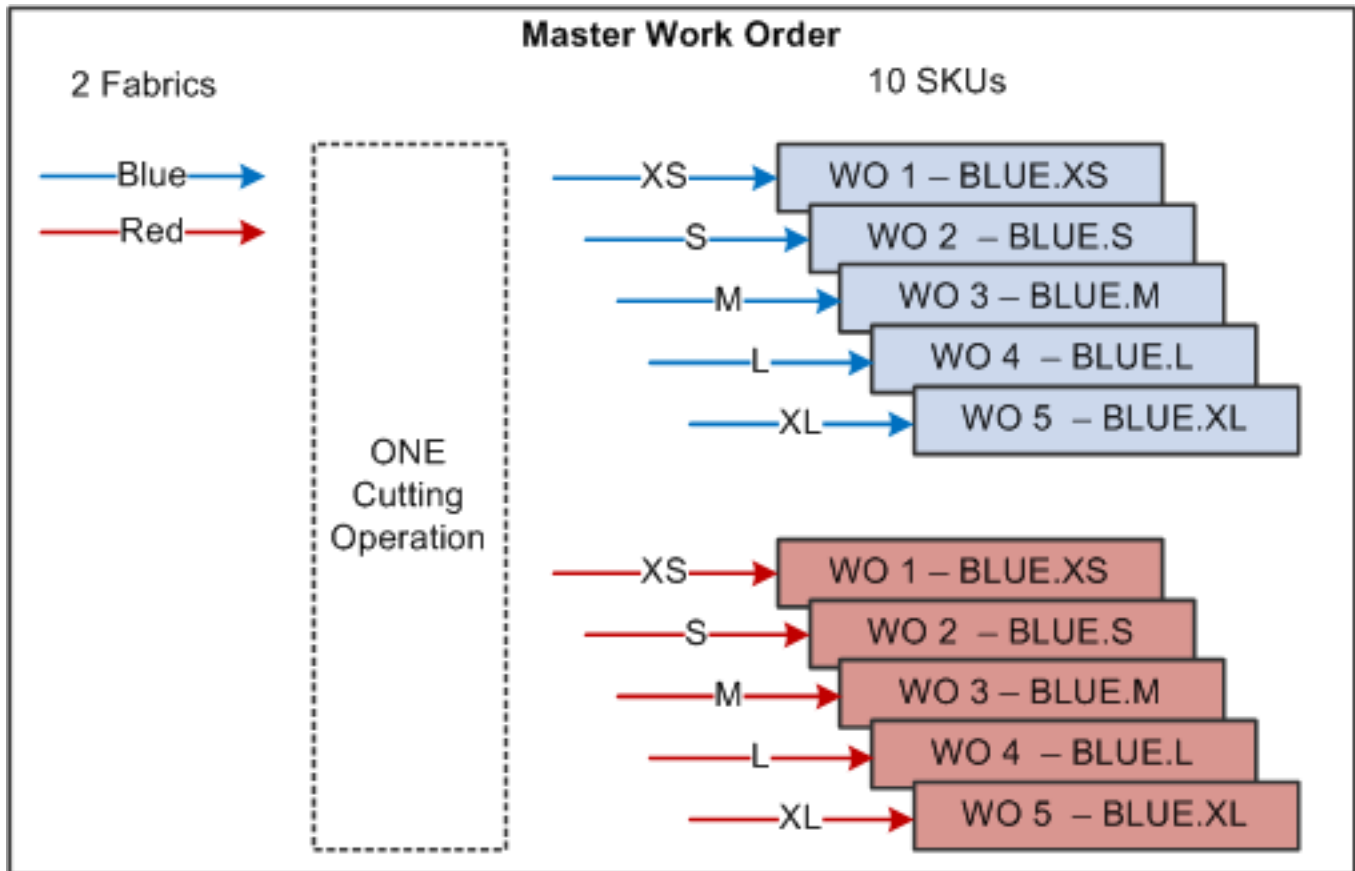 Master Work Order
2 Fabrics
10 SKUs
Blue
Red
ONE
Cutting
Operation
XS
WO 1 – BLUE.XS
S
WO 2 – BLUE.S
M
WO 3 – BLUE.M
L
WO 4 – BLUE.L
XL
WO 5 – BLUE.XL
XS
WO 1 – BLUE.XS
S
WO 2 – BLUE.S
M
WO 3 – BLUE.M
L
WO 4 – BLUE.L
XL
WO 5 – BLUE.XL